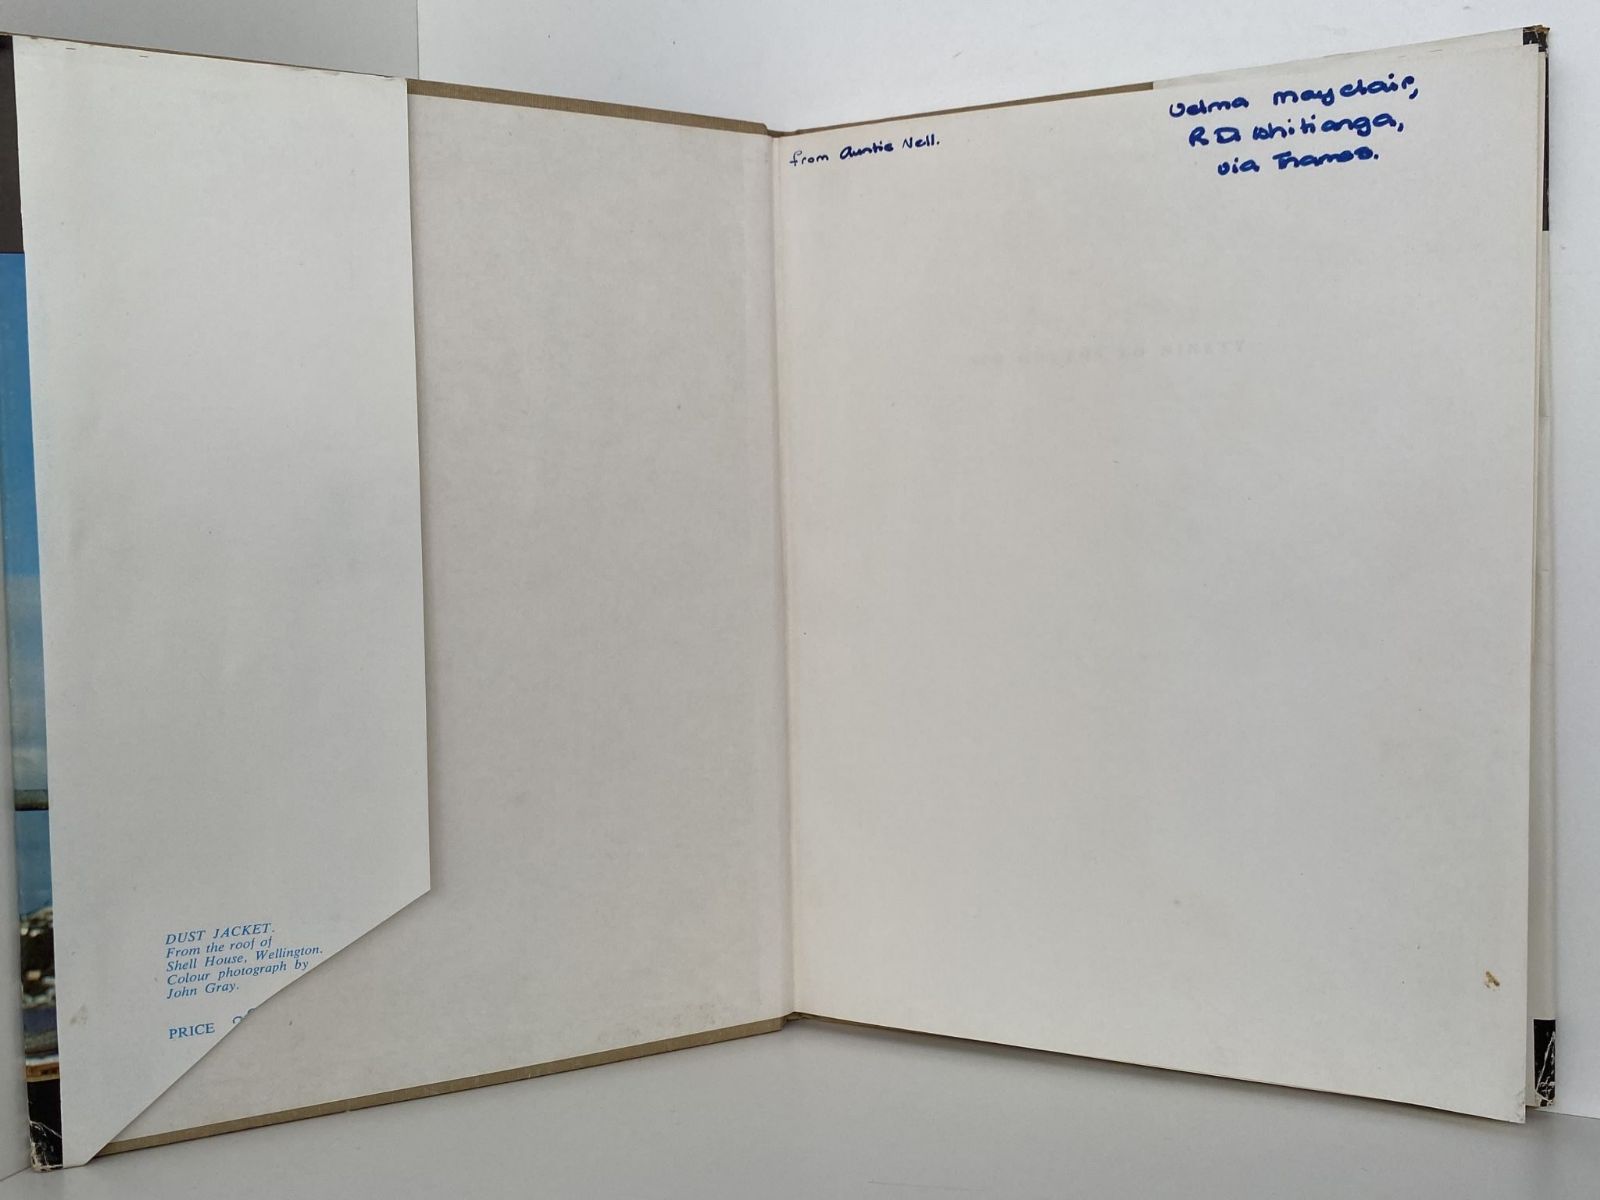 DUST JACKET.
From the roof of
Shell House, Wellington.
Colour photograph by
John Gray.
PRICE
from Auntie Nell.
Velma Mayclair,
R D Whitianga,
via Thames.